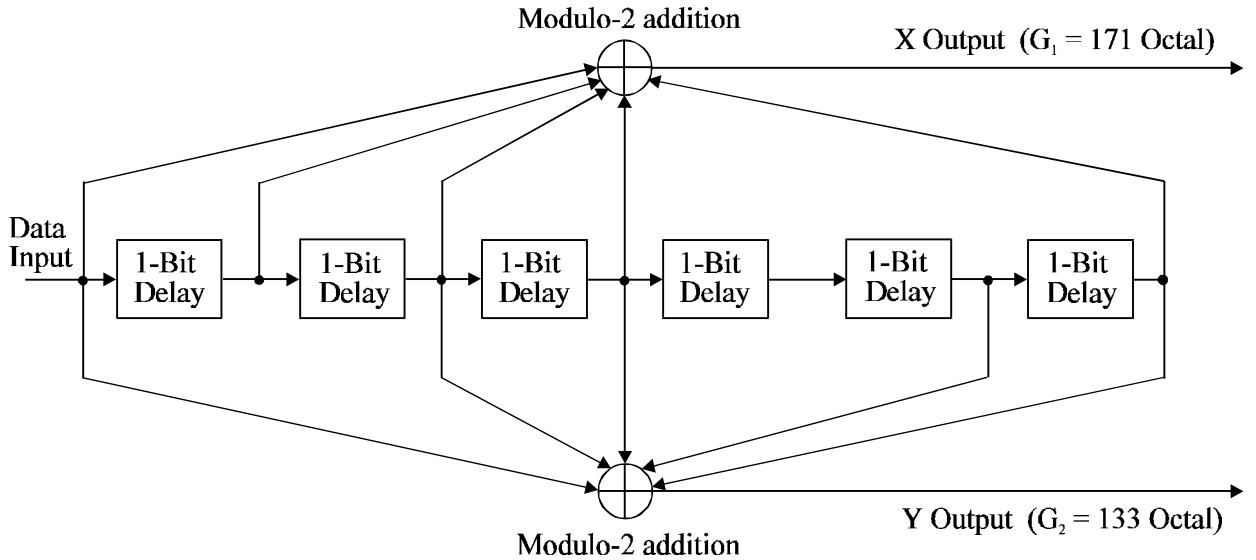 Modulo-2 addition
X Output (G₁ = 171 Octal)
Data
Input
1-Bit
Delay
1-Bit
Delay
1-Bit
Delay
1-Bit
Delay
1-Bit
Delay
1-Bit
Delay
Y Output (G₂ = 133 Octal)
Modulo-2 addition